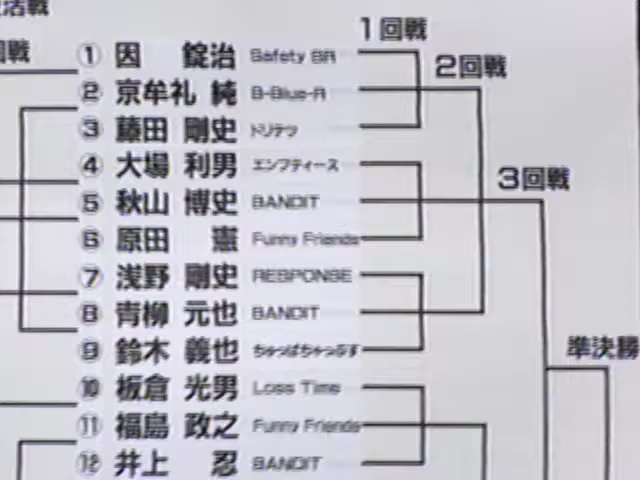 活戦
回戦
1回戦
2回戦
3回戦
準決勝
① 因 錠治 Safety BR
② 京牟礼 純 B-Blue-R
③ 藤田 剛史 ドリテツ
④ 大場 利男 エンプティーズ
⑤ 秋山 博史 BANDIT
⑥ 原田 憲 Funny Friends
⑦ 浅野 剛史 RESPONSE
⑧ 青柳 元也 BANDIT
⑨ 鈴木 義也 ちゃっぱちゃっぷす
⑩ 板倉 光男 Loss Time
⑪ 福島 政之 Funny Friends
⑫ 井上 忍 BANDIT